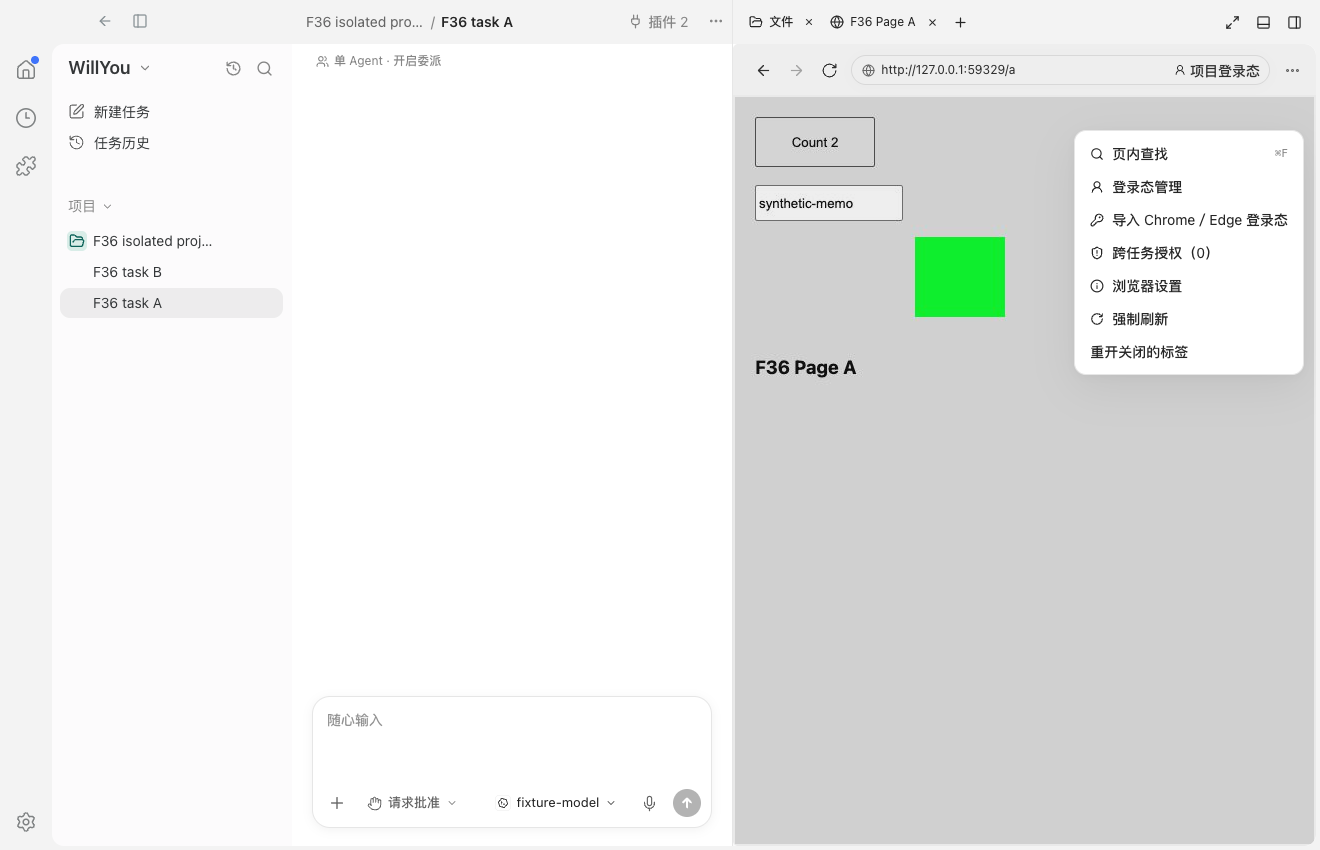 F36 isolated pro... / F36 task A
插件 2
文件
F36 Page A
WillYou
新建任务
任务历史
项目
F36 isolated proj...
F36 task B
F36 task A
单 Agent · 开启委派
随心输入
请求批准
fixture-model
http://127.0.0.1:59329/a
项目登录态
Count 2
synthetic-memo
F36 Page A
页内查找 ⌘F
登录态管理
导入 Chrome / Edge 登录态
跨任务授权（0）
浏览器设置
强制刷新
重开关闭的标签